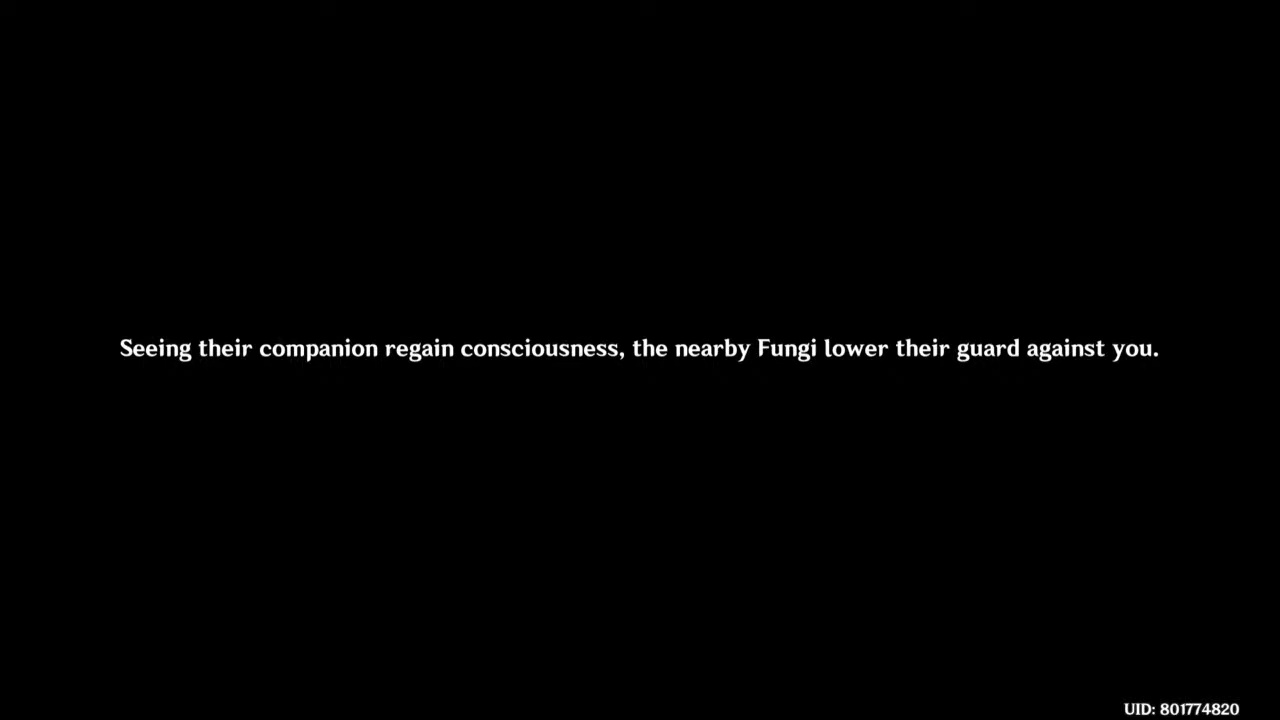 Seeing their companion regain consciousness, the nearby Fungi lower their guard against you.
UID: 801774820